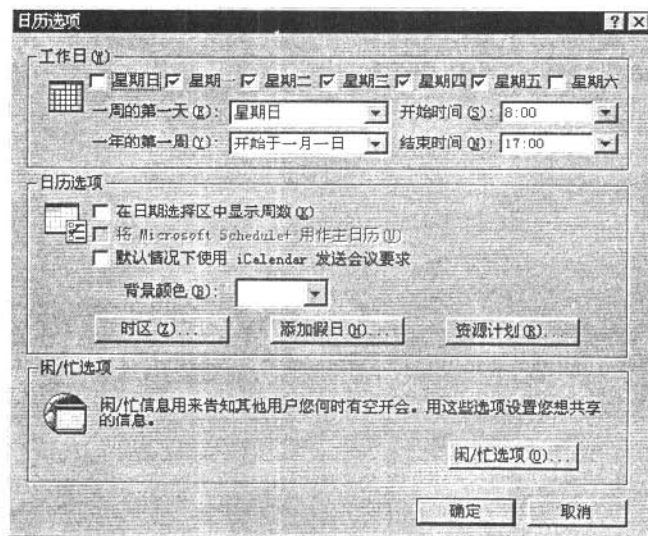 日历选项
工作日(W)
星期日 星期一 星期二 星期三 星期四 星期五 星期六
一周的第一天(E): 星期日 开始时间(S): 8:00
一年的第一周(Y): 开始于一月一日 结束时间(N): 17:00
日历选项
在日期选择区中显示周数(K)
将 Microsoft Schedule+ 用作主日历(U)
默认情况下使用 iCalendar 发送会议要求
背景颜色(B):
时区(Z)... 添加假日(H)... 资源计划(R)...
闲/忙选项
闲/忙信息用来告知其他用户您何时有空开会。用这些选项设置您想共享
的信息。
闲/忙选项(O)...
确定 取消